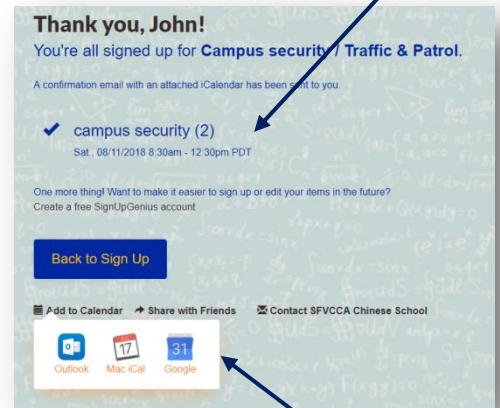 Thank you, John!
You're all signed up for Campus security / Traffic & Patrol.
A confirmation email with an attached iCalendar has been sent to you.
campus security (2)
Sat., 08/11/2018 8:30am - 12:30pm PDT
One more thing! Want to make it easier to sign up or edit your items in the future?
Create a free SignUpGenius account
Back to Sign Up
Add to Calendar Share with Friends Contact SFVCCA Chinese School
17 31
Outlook Mac iCal Google